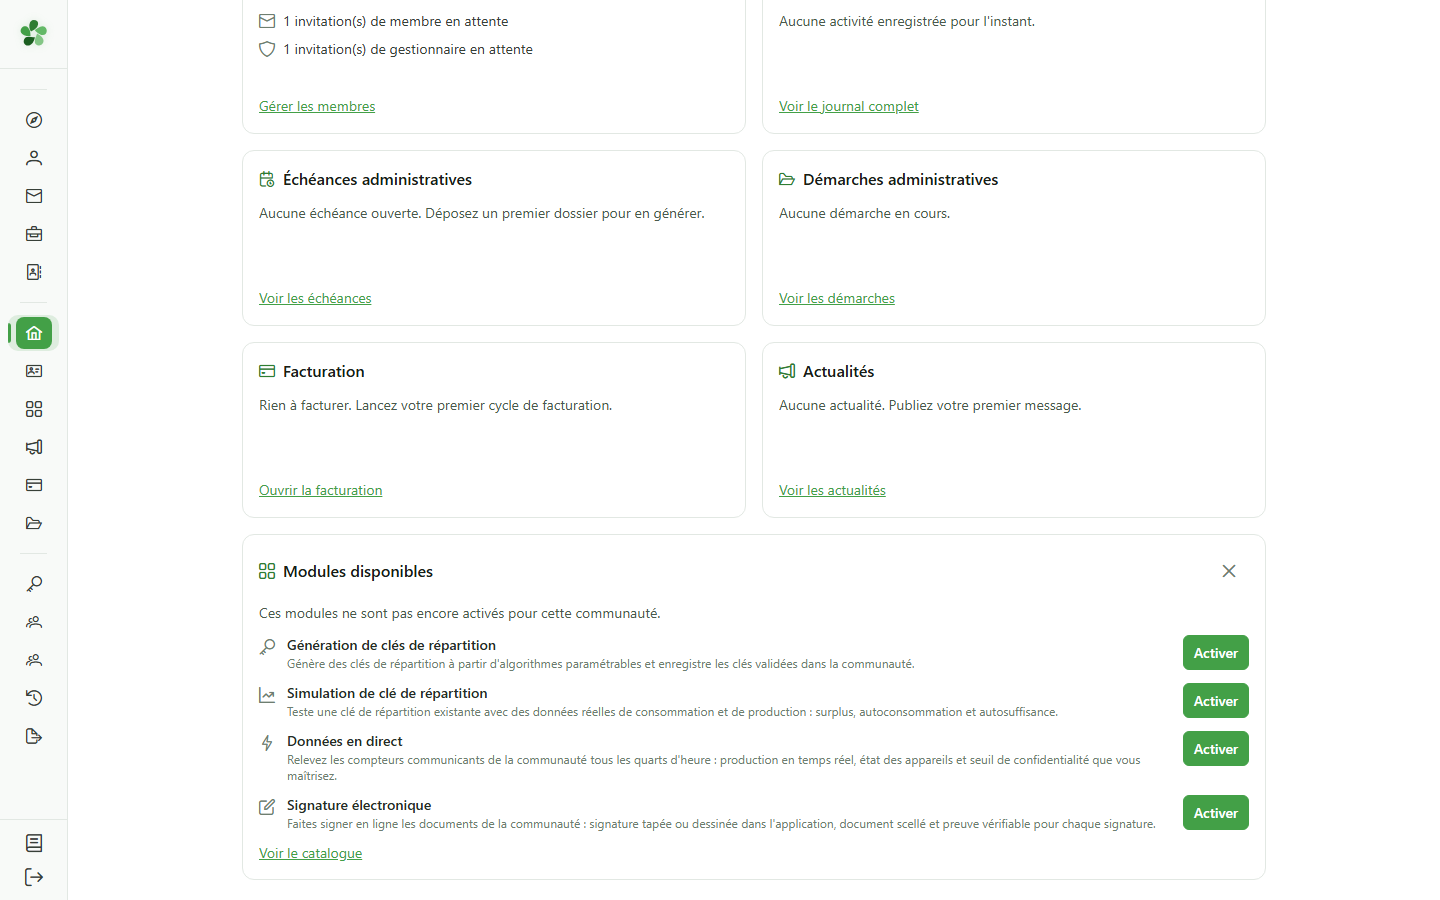 1 invitation(s) de membre en attente
1 invitation(s) de gestionnaire en attente
Gérer les membres
Aucune activité enregistrée pour l'instant.
Voir le journal complet
Échéances administratives
Aucune échéance ouverte. Déposez un premier dossier pour en générer.
Voir les échéances
Démarches administratives
Aucune démarche en cours.
Voir les démarches
Facturation
Rien à facturer. Lancez votre premier cycle de facturation.
Ouvrir la facturation
Actualités
Aucune actualité. Publiez votre premier message.
Voir les actualités
Modules disponibles
Ces modules ne sont pas encore activés pour cette communauté.
Génération de clés de répartition
Génère des clés de répartition à partir d'algorithmes paramétrables et enregistre les clés validées dans la communauté.
Activer
Simulation de clé de répartition
Teste une clé de répartition existante avec des données réelles de consommation et de production : surplus, autoconsommation et autosuffisance.
Activer
Données en direct
Relevez les compteurs communicants de la communauté tous les quarts d'heure : production en temps réel, état des appareils et seuil de confidentialité que vous
maîtrisez.
Activer
Signature électronique
Faites signer en ligne les documents de la communauté : signature tapée ou dessinée dans l'application, document scellé et preuve vérifiable pour chaque signature.
Activer
Voir le catalogue